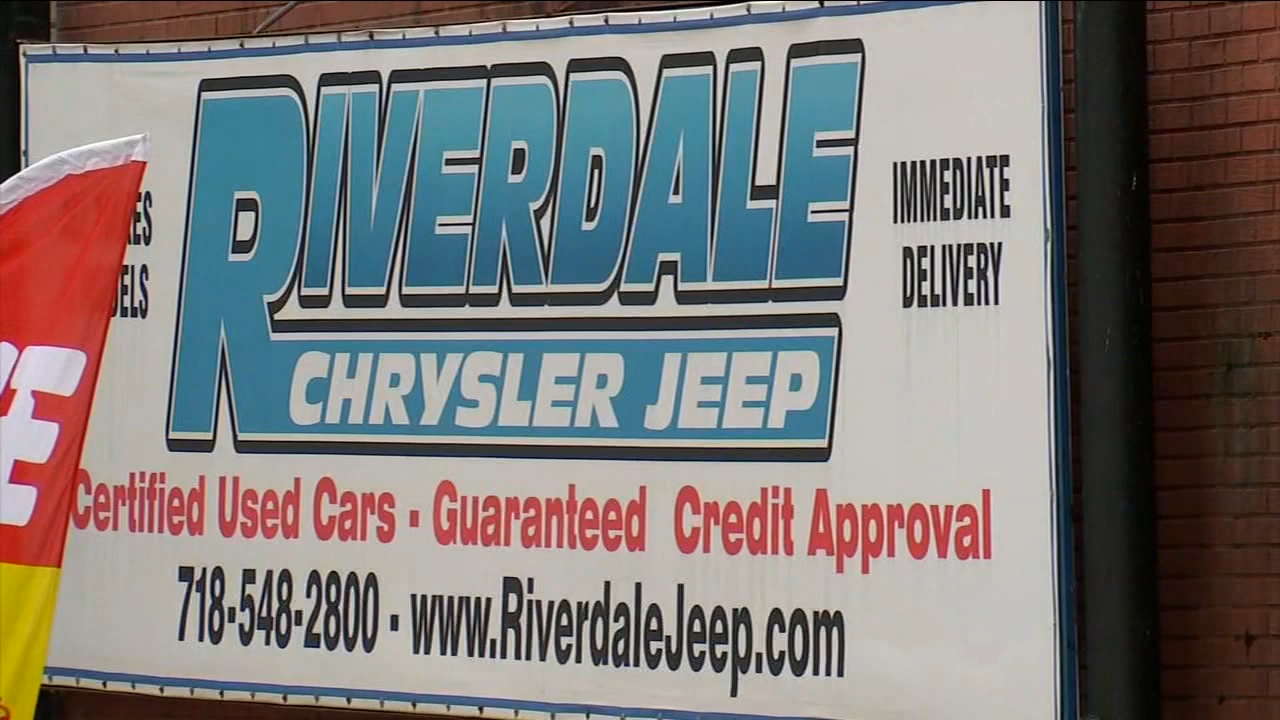 RIVERDALE
CHRYSLER JEEP
IMMEDIATE
DELIVERY
Certified Used Cars - Guaranteed Credit Approval
718-548-2800 - www.RiverdaleJeep.com